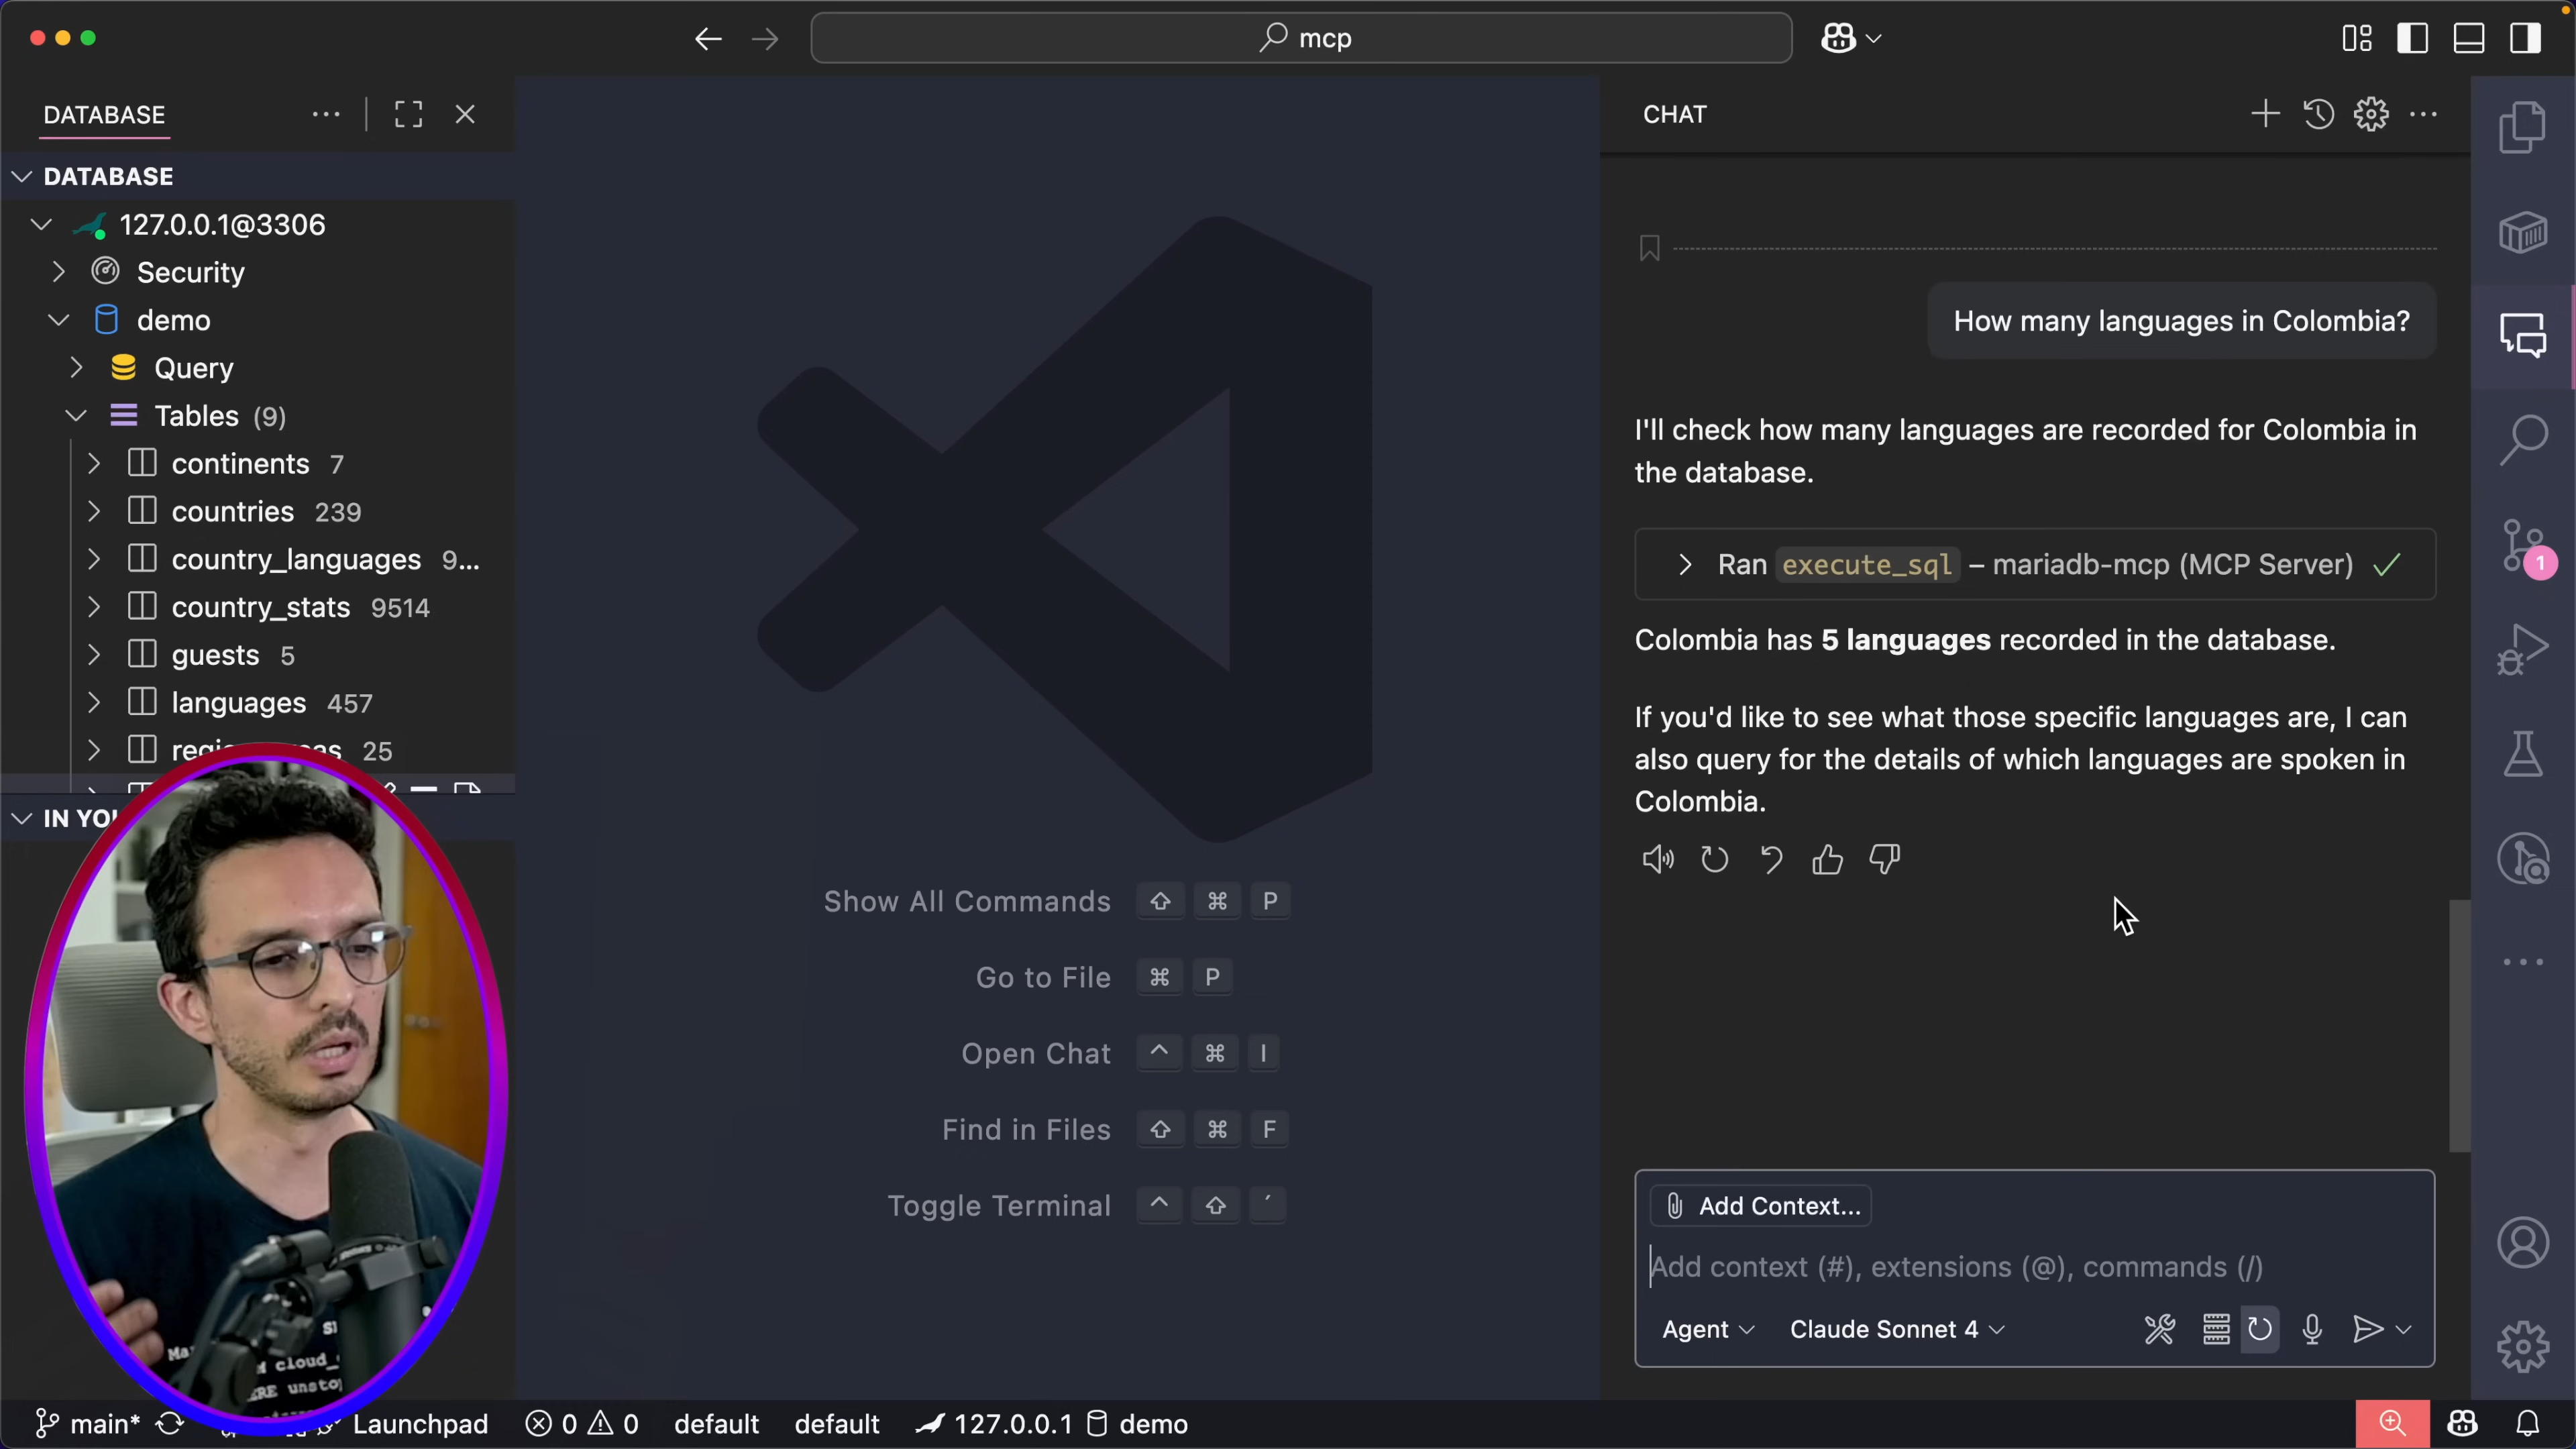 mcp
DATABASE
DATABASE
127.0.0.1@3306
Security
demo
Query
Tables (9)
continents 7
countries 239
country_languages 9...
country_stats 9514
guests 5
languages 457
25
IN YOU
Show All Commands ⇧ ⌘ P
Go to File ⌘ P
Open Chat ^ ⌘ I
Find in Files ⇧ ⌘ F
Toggle Terminal ^ ⇧ ´
CHAT
How many languages in Colombia?
I'll check how many languages are recorded for Colombia in
the database.
Ran execute_sql – mariadb-mcp (MCP Server)
Colombia has 5 languages recorded in the database.
If you'd like to see what those specific languages are, I can
also query for the details of which languages are spoken in
Colombia.
1
Add Context...
Add context (#), extensions (@), commands (/)
Agent Claude Sonnet 4
cloud_
main* Launchpad 0 0 default default 127.0.0.1 demo